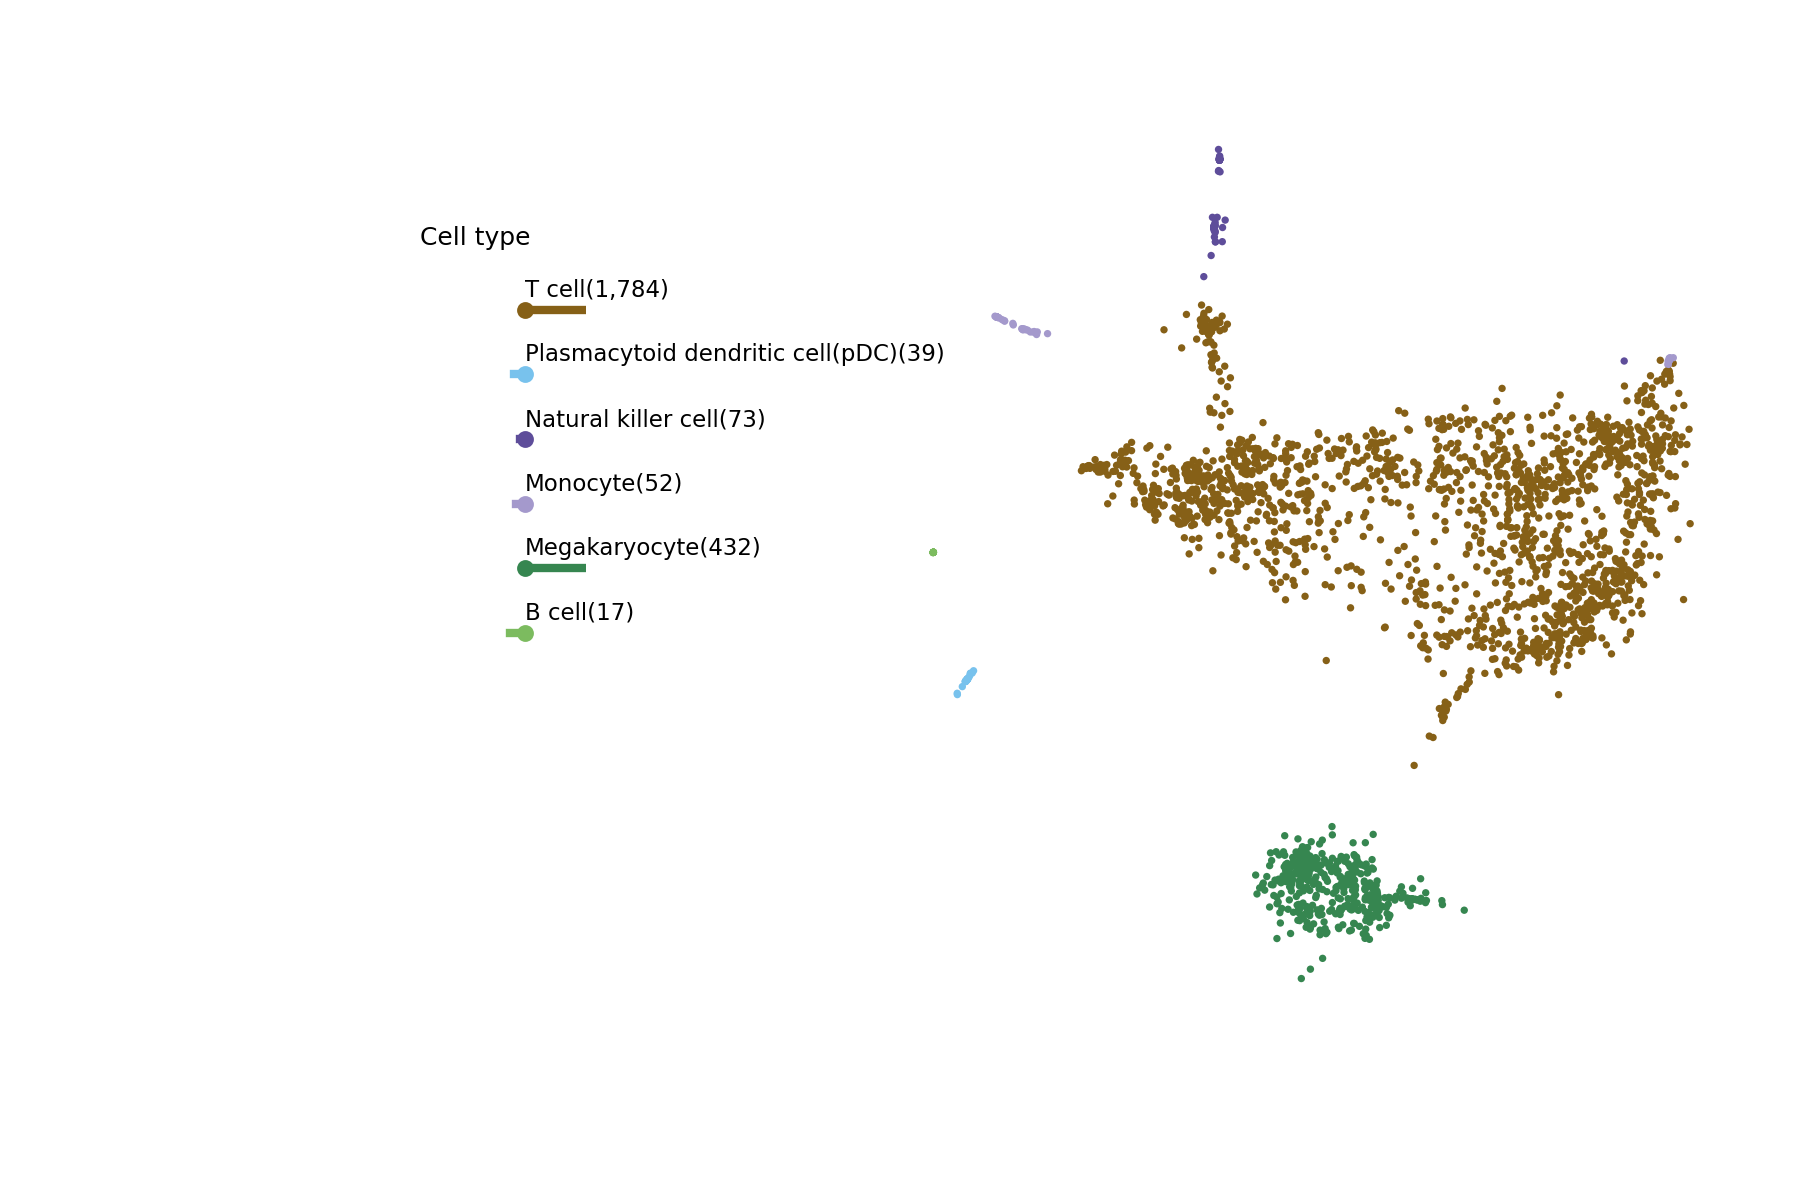 Cell type
T cell(1,784)
Plasmacytoid dendritic cell(pDC)(39)
Natural killer cell(73)
Monocyte(52)
Megakaryocyte(432)
B cell(17)